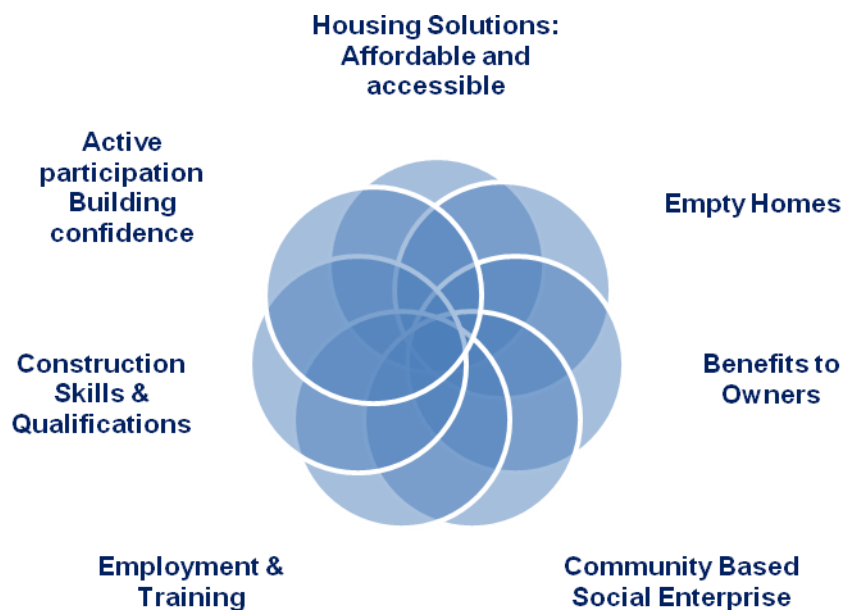 Housing Solutions:
Affordable and
accessible
Active
participation
Building
confidence
Empty Homes
Construction
Skills &
Qualifications
Benefits to
Owners
Employment &
Training
Community Based
Social Enterprise